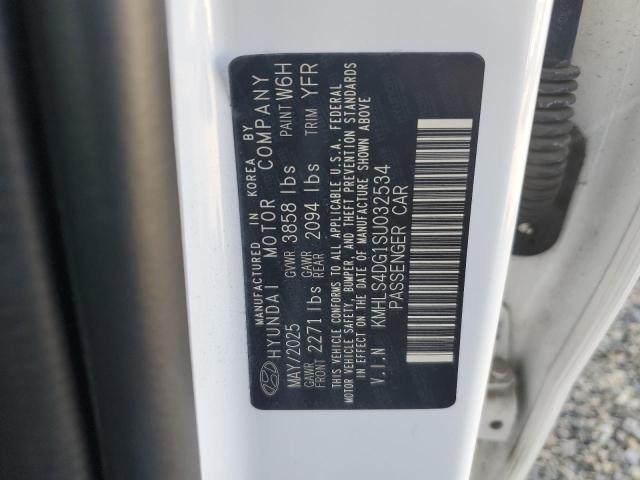 MANUFACTURED IN KOREA BY
HYUNDAI MOTOR COMPANY
MAY/2025 GVWR 3858 lbs PAINT W6H
GAWR FRONT 2271 lbs GAWR REAR 2094 lbs TRIM YFR
THIS VEHICLE CONFORMS TO ALL APPLICABLE U.S.A. FEDERAL
MOTOR VEHICLE SAFETY, BUMPER, AND THEFT PREVENTION STANDARDS
IN EFFECT ON THE DATE OF MANUFACTURE SHOWN ABOVE
V.I.N KMHLS4DG1SU032534
PASSENGER CAR